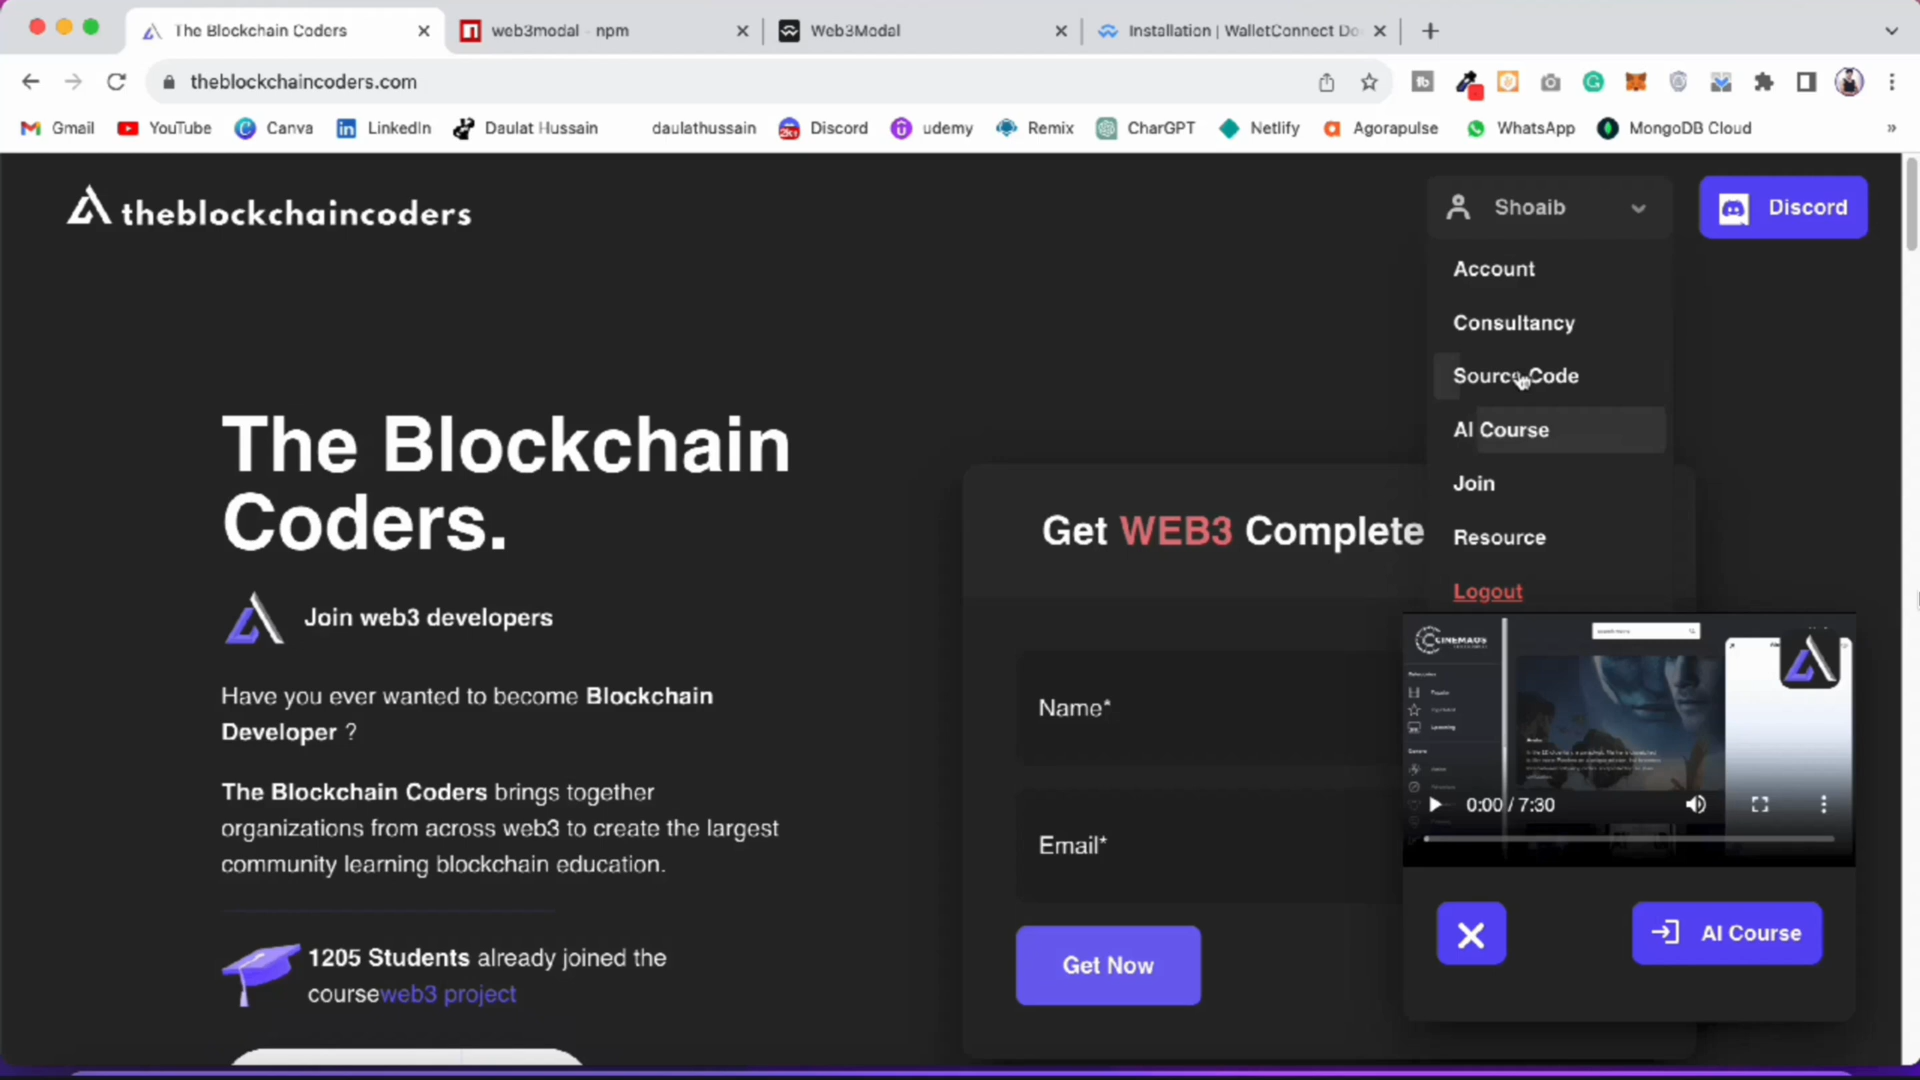 The Blockchain Coders
web3modal - npm
Web3Modal
Installation | WalletConnect Do
theblockchaincoders.com
Gmail
YouTube
Canva
LinkedIn
Daulat Hussain
daulathussain
Discord
udemy
Remix
CharGPT
Netlify
Agorapulse
WhatsApp
MongoDB Cloud
»
theblockchaincoders
Shoaib
Discord
Account
Consultancy
Source Code
AI Course
Join
Resource
Logout
The Blockchain
Coders.
Join web3 developers
Have you ever wanted to become Blockchain
Developer ?
The Blockchain Coders brings together
organizations from across web3 to create the largest
community learning blockchain education.
1205 Students already joined the
courseweb3 project
Get WEB3 Complete
Name*
Email*
Get Now
CINEMAOS
0:00 / 7:30
AI Course